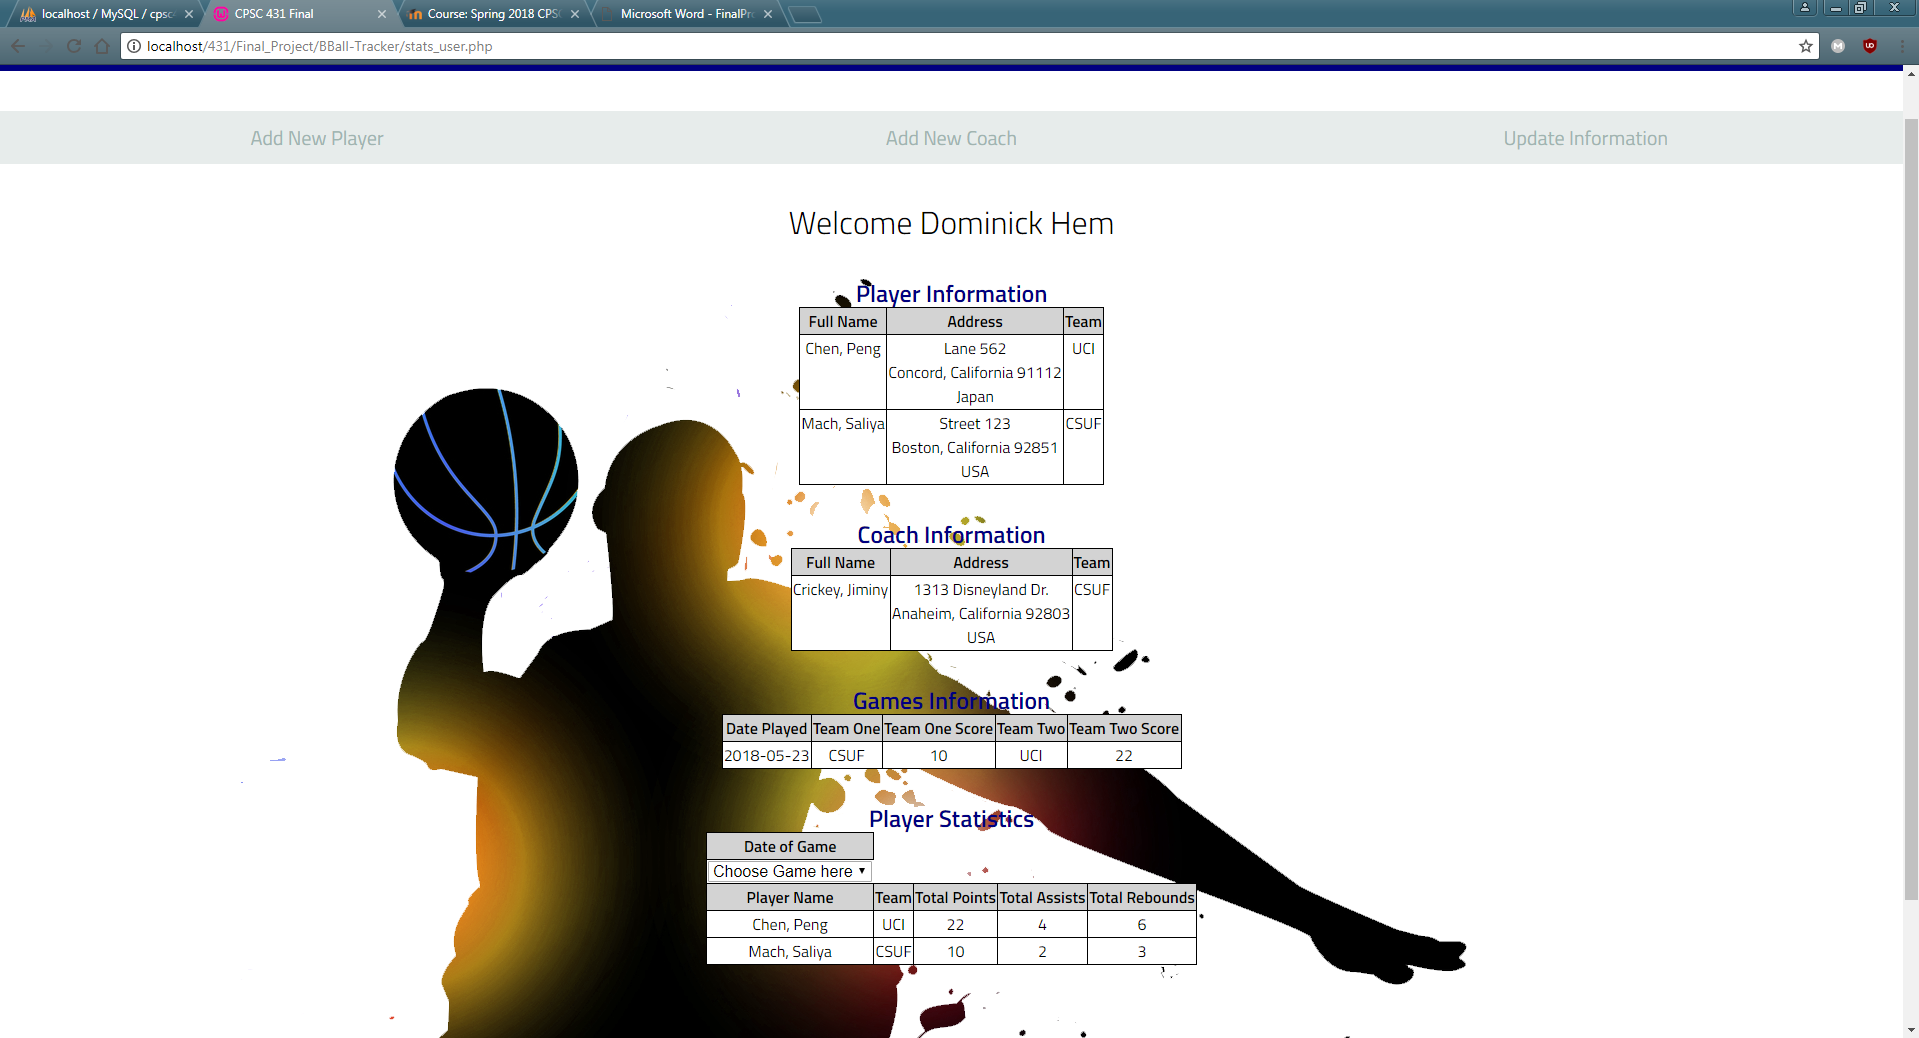 localhost / MySQL / cpsc
CPSC 431 Final
Course: Spring 2018 CPSC
Microsoft Word - FinalPr
localhost/431/Final_Project/BBall-Tracker/stats_user.php
Add New Player Add New Coach Update Information
Welcome Dominick Hem
Player Information
Full Name Address Team
Chen, Peng Lane 562 UCI
Concord, California 91112
Japan
Mach, Saliya Street 123 CSUF
Boston, California 92851
USA
Coach Information
Full Name Address Team
Crickey, Jiminy 1313 Disneyland Dr. CSUF
Anaheim, California 92803
USA
Games Information
Date Played Team One Team One Score Team Two Team Two Score
2018-05-23 CSUF 10 UCI 22
Player Statistics
Date of Game
Choose Game here
Player Name Team Total Points Total Assists Total Rebounds
Chen, Peng UCI 22 4 6
Mach, Saliya CSUF 10 2 3